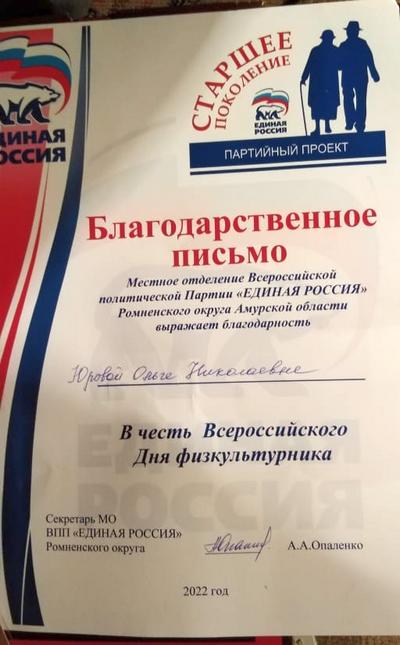 ЕДИНАЯ
РОССИЯ
СТАРШЕЕ
ПОКОЛЕНИЕ
ЕДИНАЯ
РОССИЯ
ПАРТИЙНЫЙ ПРОЕКТ
Благодарственное
письмо
Местное отделение Всероссийской
политической Партии «ЕДИНАЯ РОССИЯ»
Ромненского округа Амурской области
выражает благодарность
Юровой Ольге Николаевне
В честь Всероссийского
Дня физкультурника
ЕДИНАЯ
РОССИЯ
Секретарь МО
ВПП «ЕДИНАЯ РОССИЯ»
Ромненского округа
А.А.Опаленко
2022 год